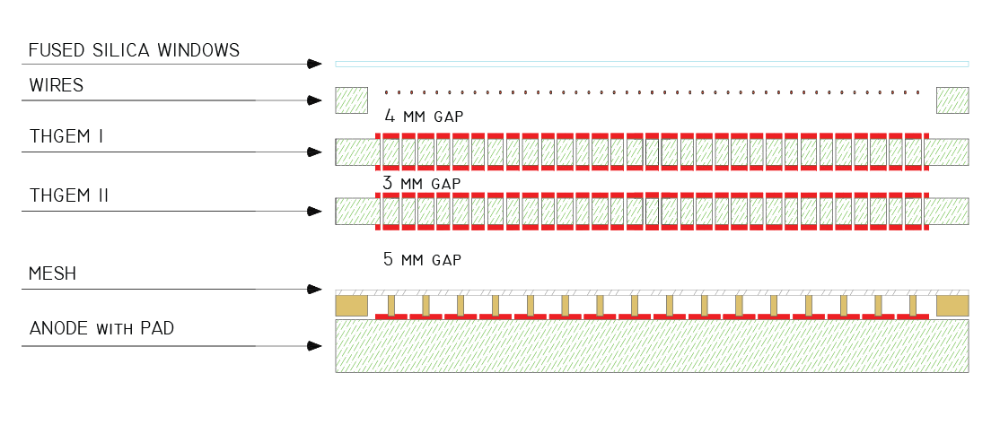 FUSED SILICA WINDOWS
WIRES
4 MM GAP
THGEM I
3 MM GAP
THGEM II
5 MM GAP
MESH
ANODE WITH PAD